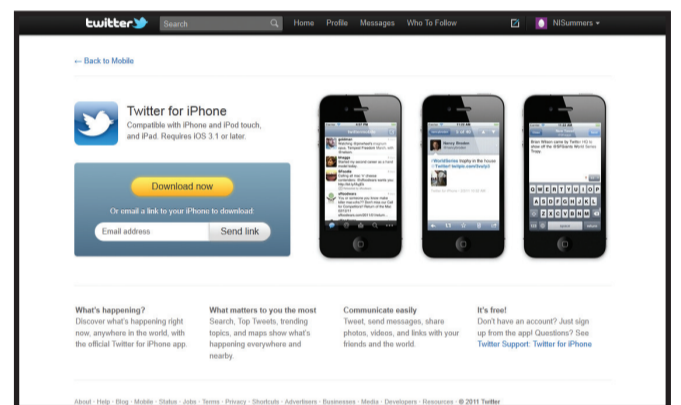 twitter
Search
Home Profile Messages Who To Follow
NISummers
← Back to Mobile
Twitter for iPhone
Compatible with iPhone and iPod touch,
and iPad. Requires iOS 3.1 or later.
Download now
Or email a link to your iPhone to download:
Email address
Send link
Q W E R T Y U I O P
A S D F G H J K L
Z X C V B N M
What's happening?
Discover what's happening right
now, anywhere in the world, with
the official Twitter for iPhone app.
What matters to you the most
Search, Top Tweets, trending
topics, and maps show what's
happening everywhere and
nearby.
Communicate easily
Tweet, send messages, share
photos, videos, and links with your
friends and the world.
It's free!
Don't have an account? Just sign
up from the app! Questions? See
Twitter Support: Twitter for iPhone
About · Help · Blog · Mobile · Status · Jobs · Terms · Privacy · Shortcuts · Advertisers · Businesses · Media · Developers · Resources · © 2011 Twitter